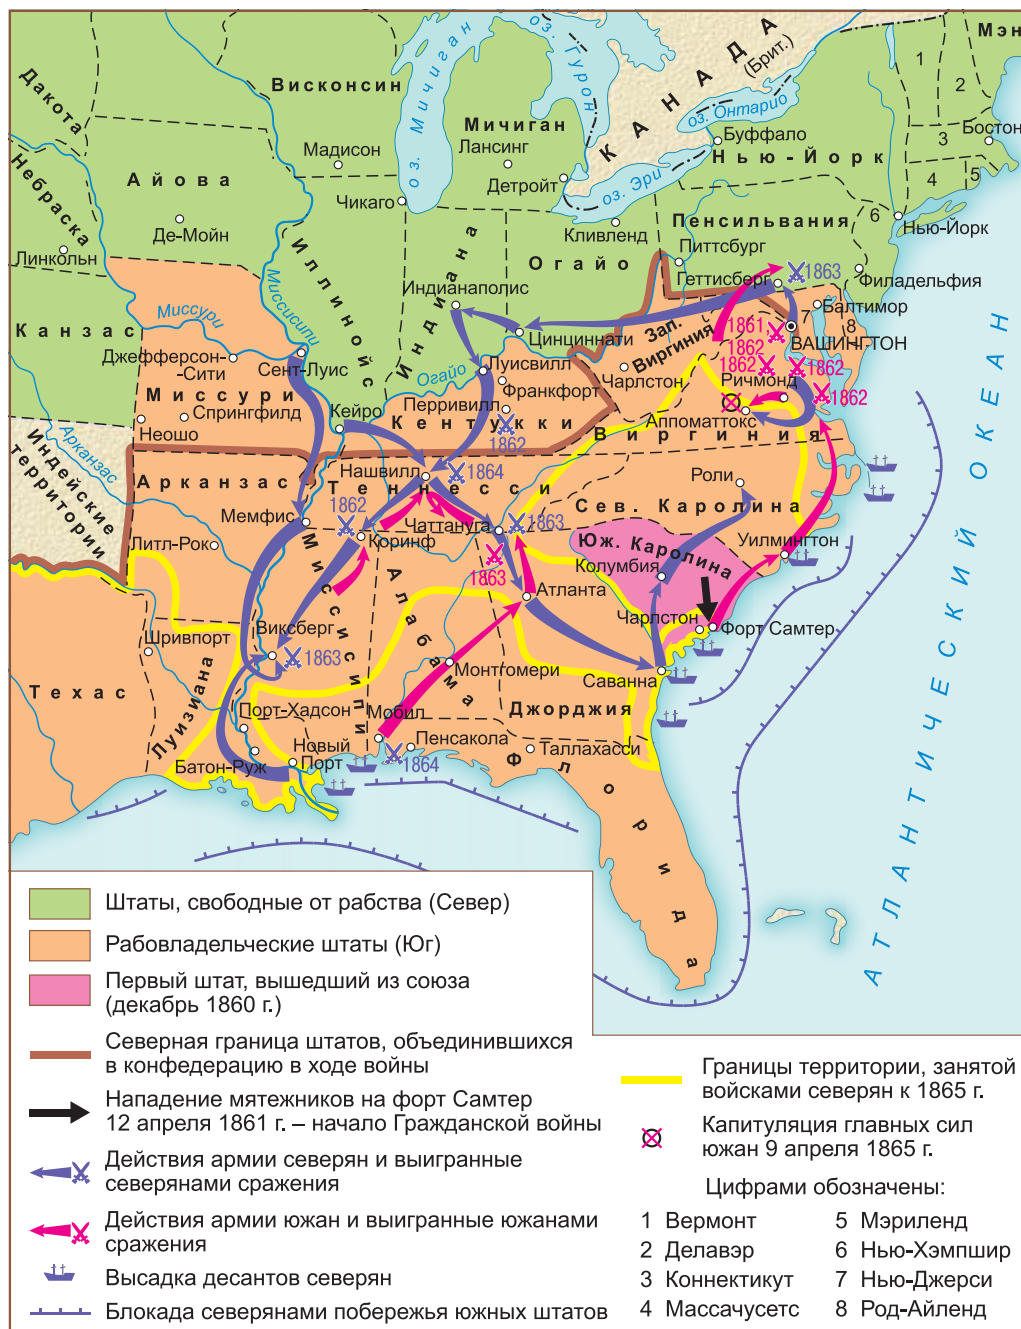 Мэн
КАНАДА
(Брит.)
оз. Гурон
оз. Мичиган
оз. Онтарио
оз. Эри
Дакота
Висконсин
Мичиган
Лансинг
Мадисон
Буффало
Бостон
1
2
3
4
5
6
Нью-Йорк
Небраска
Айова
Де-Мойн
Чикаго
Детройт
Пенсильвания
Нью-Йорк
Линкольн
Кливленд
Питтсбург
Огайо
Геттисберг
1863
Филадельфия
Индианаполис
Индиана
Иллинойс
Миссисипи
Миссури
Канзас
Балтимор
7
8
Зап.
Виргиния
1861,
1862
ВАШИНГТОН
Цинциннати
Джефферсон-
-Сити
Сент-Луис
Огайо
Луисвилл
Франкфорт
Чарлстон
1862
1862
Ричмонд
1862
Миссури
Спрингфилд
Неошо
Кейро
Перривилл
Кентукки
1862
Аппоматтокс
Виргиния
Арканзас
Индейские
территории
Арканзас
Нашвилл
1864
Теннесси
Роли
Сев. Каролина
Мемфис
1862
Коринф
Чаттануга
1863
Юж. Каролина
Уилмингтон
Литл-Рок
1863
Колумбия
Атланта
Миссисипи
Алабама
Чарлстон
Форт Самтер
Шривпорт
Виксберг
1863
Монтгомери
Саванна
Техас
Луизиана
Порт-Хадсон
Мобил
Джорджия
Новый
Порт
Пенсакола
Таллахасси
Батон-Руж
1864
Флорида
АТЛАНТИЧЕСКИЙ ОКЕАН
Штаты, свободные от рабства (Север)
Рабовладельческие штаты (Юг)
Первый штат, вышедший из союза
(декабрь 1860 г.)
Северная граница штатов, объединившихся
в конфедерацию в ходе войны
Нападение мятежников на форт Самтер
12 апреля 1861 г. – начало Гражданской войны
Действия армии северян и выигранные
северянами сражения
Действия армии южан и выигранные южанами
сражения
Высадка десантов северян
Блокада северянами побережья южных штатов
Границы территории, занятой
войсками северян к 1865 г.
Капитуляция главных сил
южан 9 апреля 1865 г.
Цифрами обозначены:
1 Вермонт
2 Делавэр
3 Коннектикут
4 Массачусетс
5 Мэриленд
6 Нью-Хэмпшир
7 Нью-Джерси
8 Род-Айленд